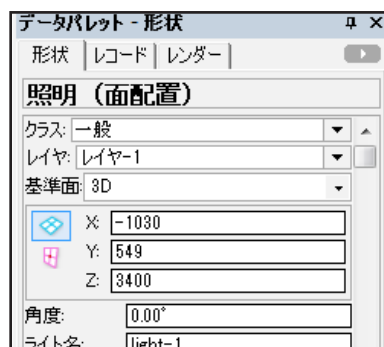 データパレット - 形状
形状 レコード レンダー
照明（面配置）
クラス: 一般
レイヤ: レイヤ-1
基準面: 3D
X: -1030
Y: 549
Z: 3400
角度: 0.00°
ライト名: light-1